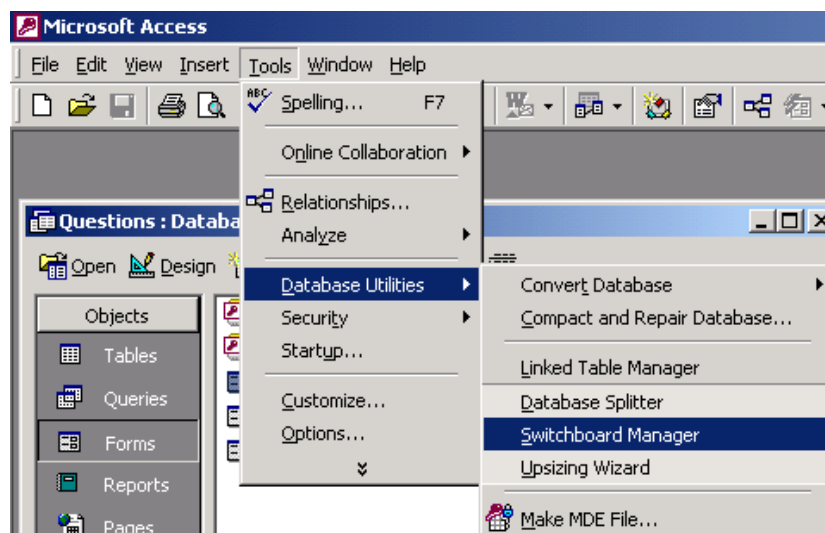 Microsoft Access
File Edit View Insert Tools Window Help
ABC Spelling... F7
Online Collaboration
Relationships...
Analyze
Questions : Databa
Open Design
Database Utilities
Convert Database
Objects
Security
Compact and Repair Database...
Tables
Startup...
Linked Table Manager
Queries
Customize...
Database Splitter
Forms
Options...
Switchboard Manager
Reports
Upsizing Wizard
Pages
Make MDE File...